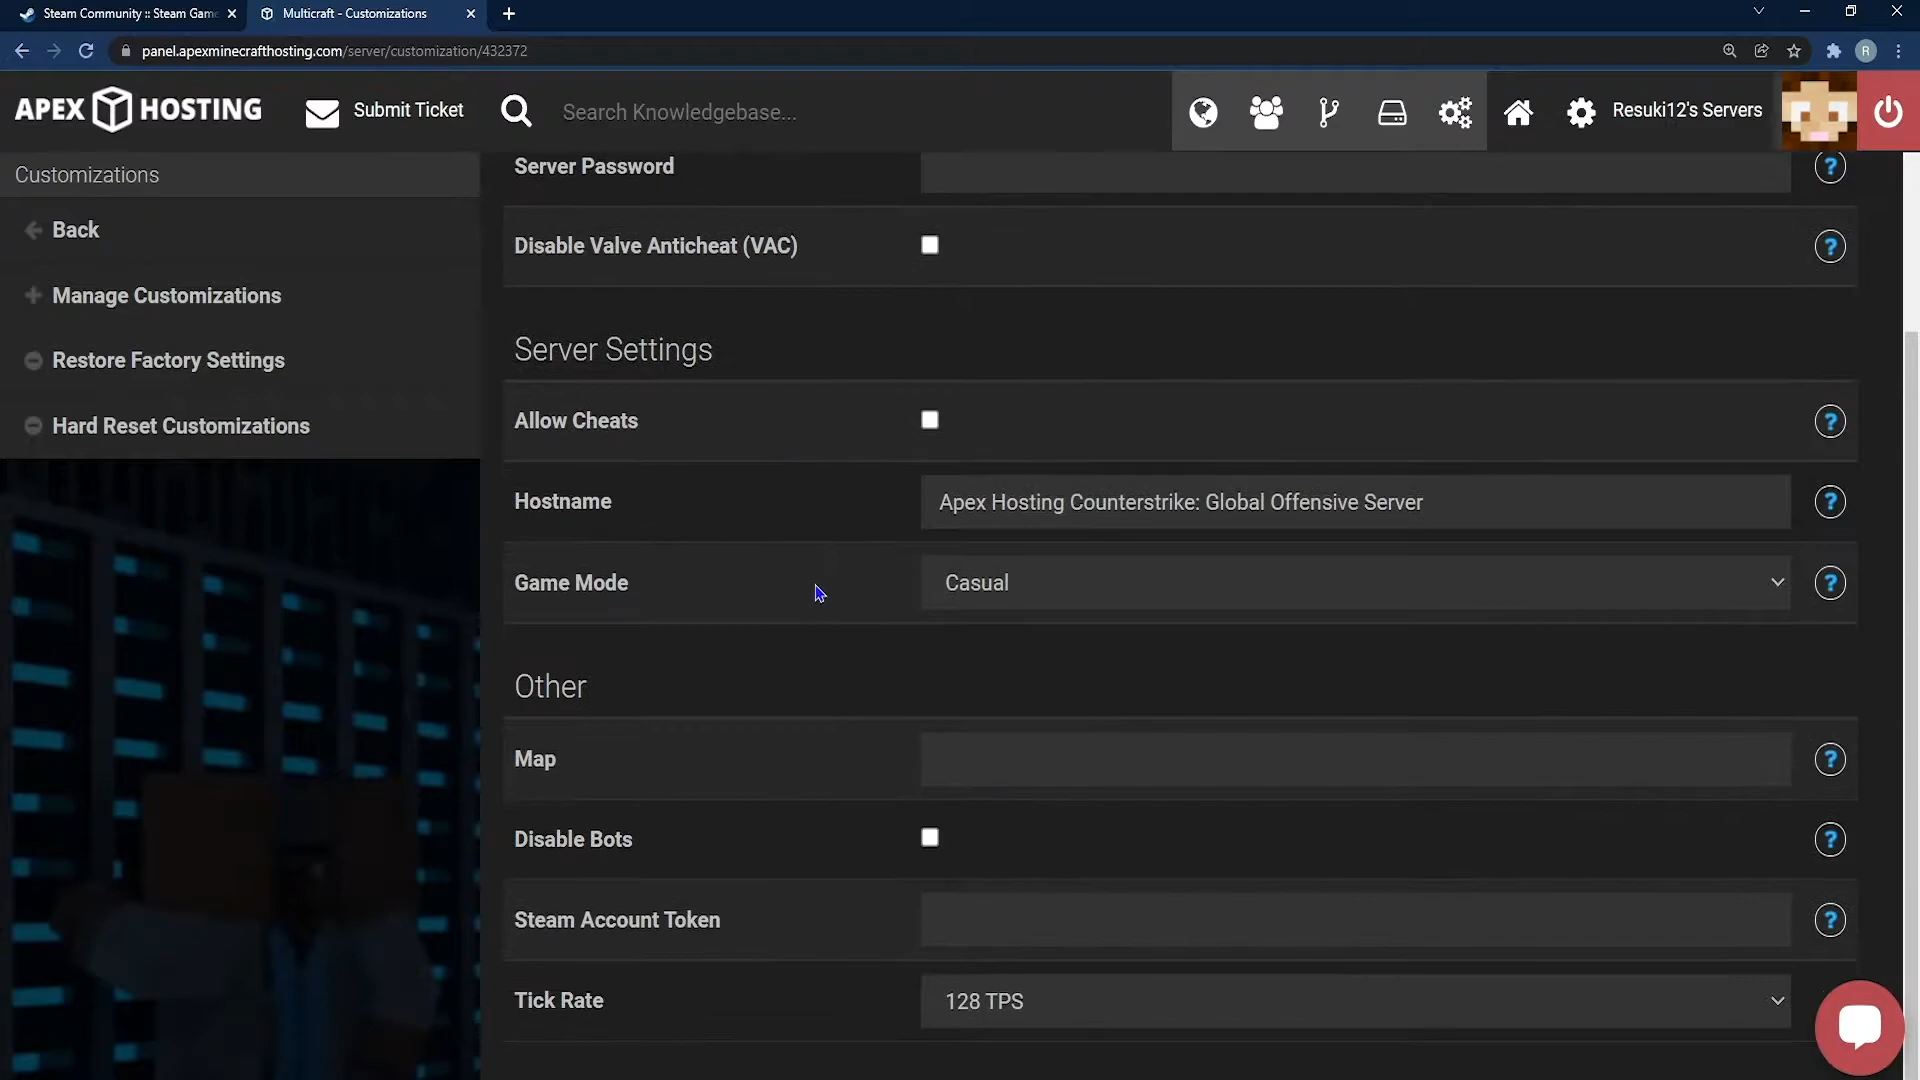 Steam Community :: Steam Game
Multicraft - Customizations
panel.apexminecrafthosting.com/server/customization/432372
R
APEX HOSTING
Submit Ticket
Search Knowledgebase...
Resuki12's Servers
Customizations
Back
Manage Customizations
Restore Factory Settings
Hard Reset Customizations
Server Password
?
Disable Valve Anticheat (VAC)
?
Server Settings
Allow Cheats
?
Hostname
Apex Hosting Counterstrike: Global Offensive Server
?
Game Mode
Casual
?
Other
Map
?
Disable Bots
?
Steam Account Token
?
Tick Rate
128 TPS